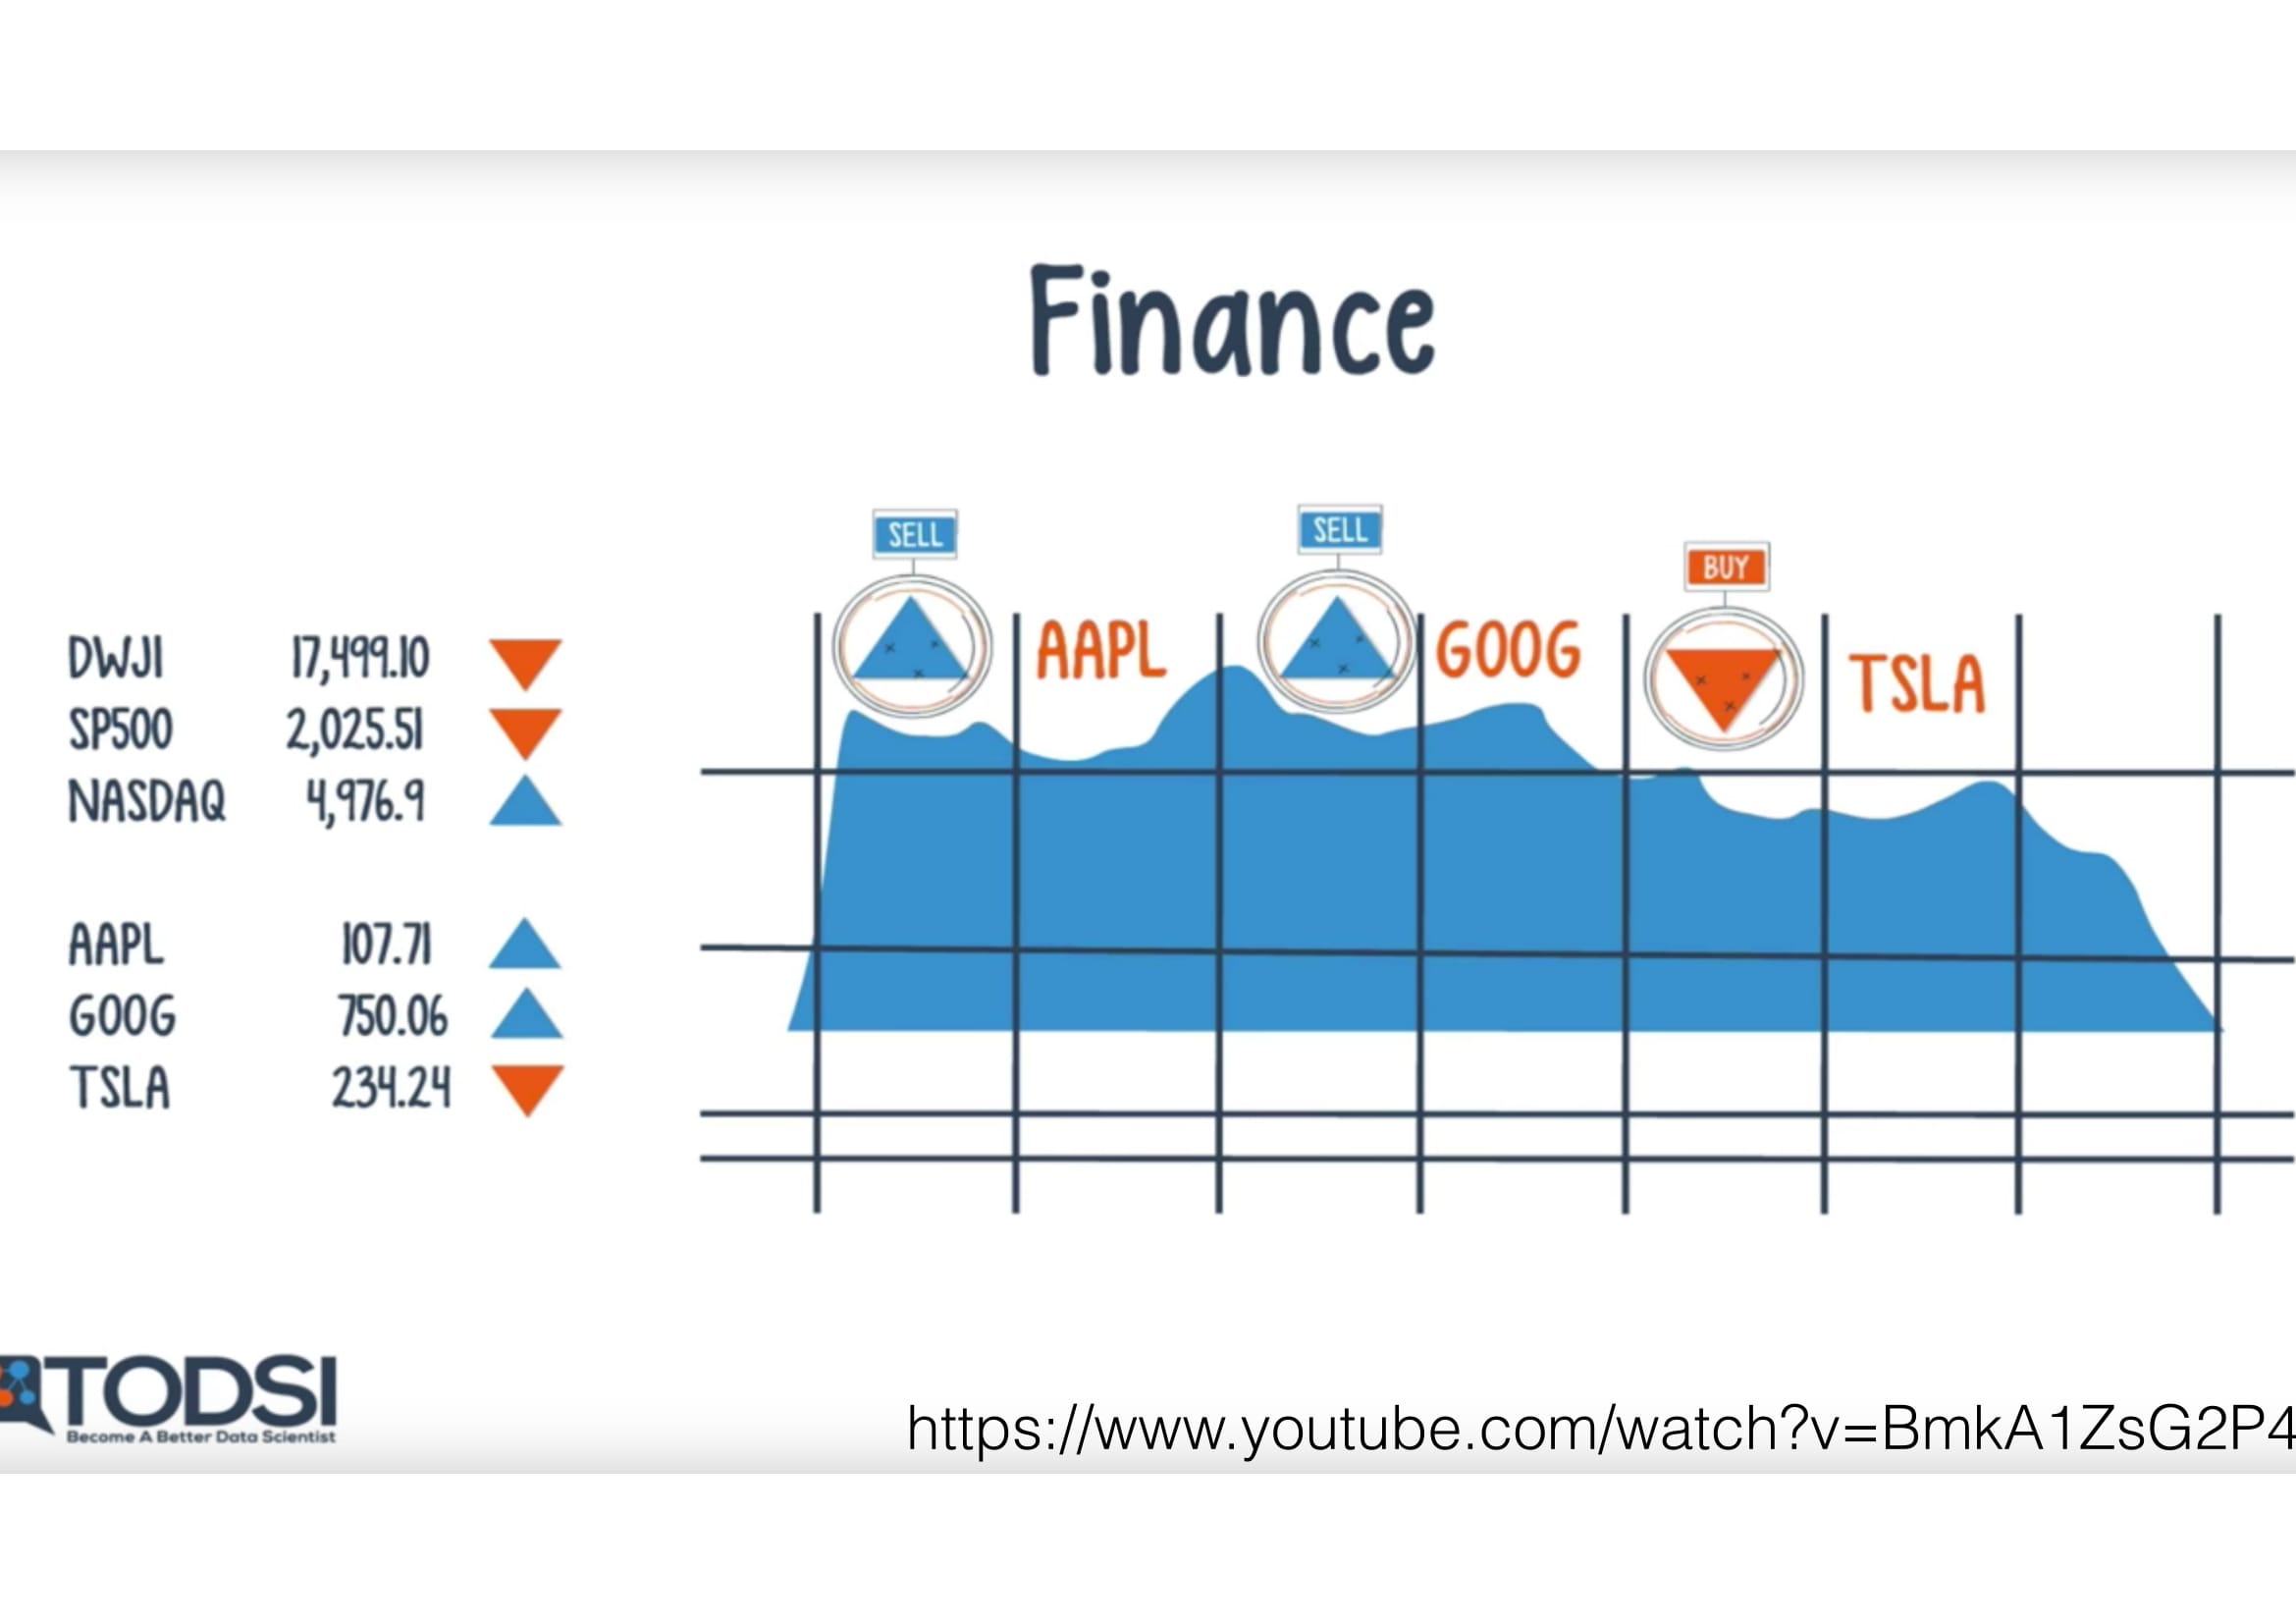 Finance
SELL
SELL
BUY
AAPL
GOOG
TSLA
DWJI 17,499.10
SP500 2,025.51
NASDAQ 4,976.9
AAPL 107.71
GOOG 750.06
TSLA 234.24
TODSI
Become A Better Data Scientist
https://www.youtube.com/watch?v=BmkA1ZsG2P4